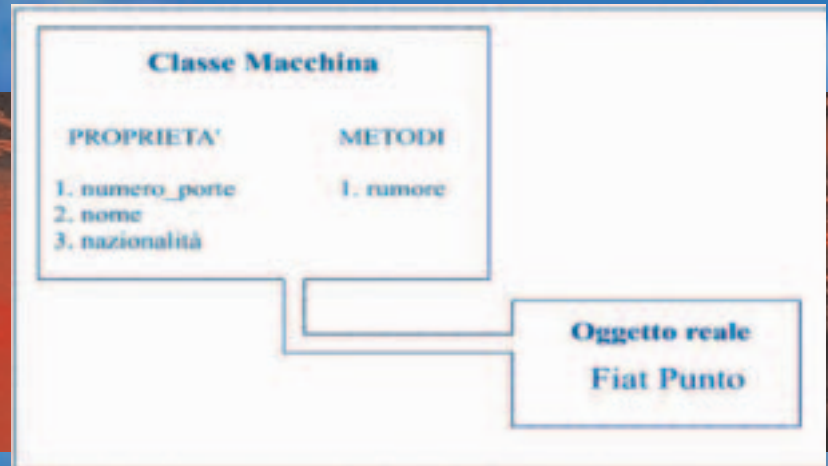 Classe Macchina
PROPRIETA' METODI
1. numero_porte 1. rumore
2. nome
3. nazionalità
Oggetto reale
Fiat Punto